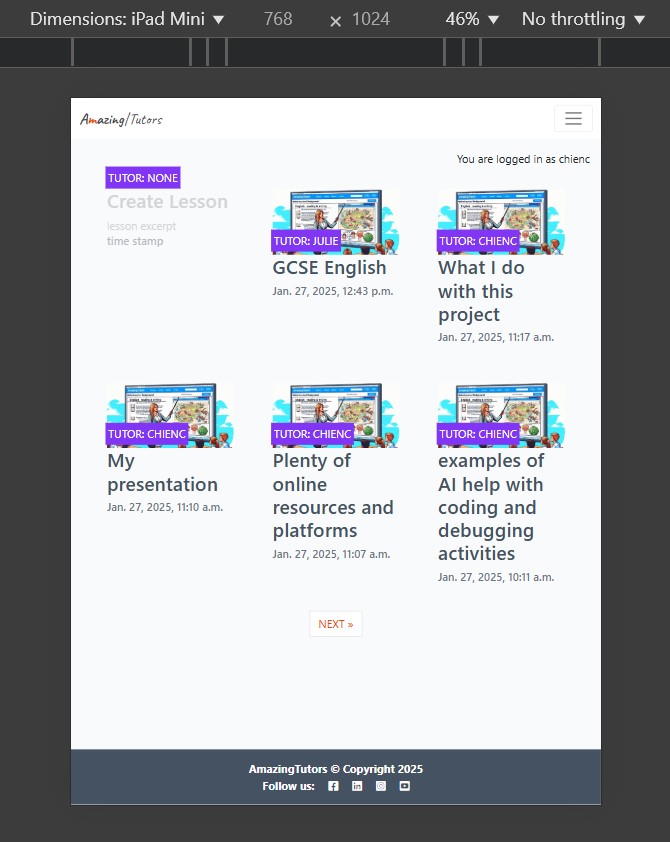 Dimensions: iPad Mini ▼ 768 × 1024 46% ▼ No throttling ▼
Amazing|Tutors
You are logged in as chienc
TUTOR: NONE
Create Lesson
lesson excerpt
time stamp
TUTOR: JULIE
GCSE English
Jan. 27, 2025, 12:43 p.m.
TUTOR: CHIENC
What I do
with this
project
Jan. 27, 2025, 11:17 a.m.
TUTOR: CHIENC
My
presentation
Jan. 27, 2025, 11:10 a.m.
TUTOR: CHIENC
Plenty of
online
resources and
platforms
Jan. 27, 2025, 11:07 a.m.
TUTOR: CHIENC
examples of
AI help with
coding and
debugging
activities
Jan. 27, 2025, 10:11 a.m.
NEXT »
AmazingTutors © Copyright 2025
Follow us: